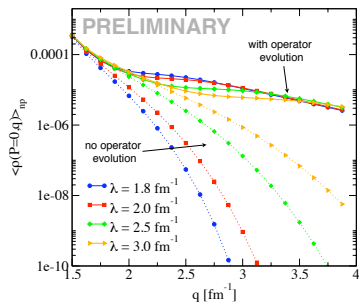 PRELIMINARY
with operator
evolution
no operator
evolution
0.0001
1e-06
1e-08
1e-10
<ρ(P=0,q)>np
λ = 1.8 fm-1
λ = 2.0 fm-1
λ = 2.5 fm-1
λ = 3.0 fm-1
1.5 2 2.5 3 3.5 4
q [fm-1]